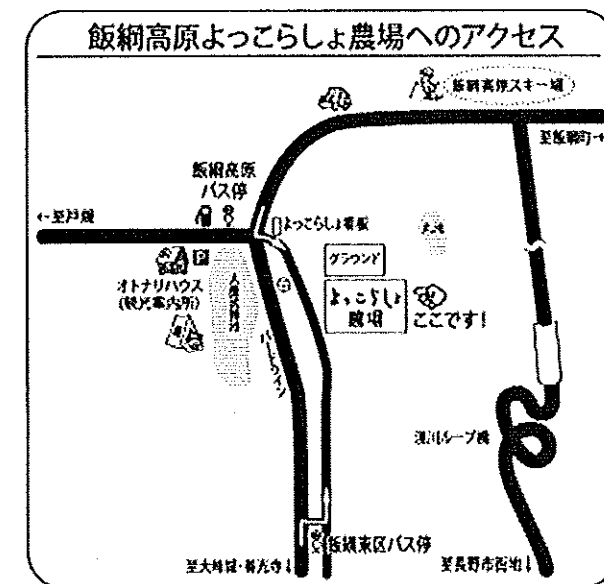 飯綱高原よっこらしょ農場へのアクセス
飯綱高原スキー場
至飯綱町→
飯綱高原
バス停
←至戸隠
よっこらしょ看板
大池
グラウンド
P
オトナリハウス
(観光案内所)
大座法師池
よっこらしょ
農場
ここです!
バードライン
浅川ループ橋
飯綱東区バス停
至大峰城・善光寺↓
至長野市街地↓